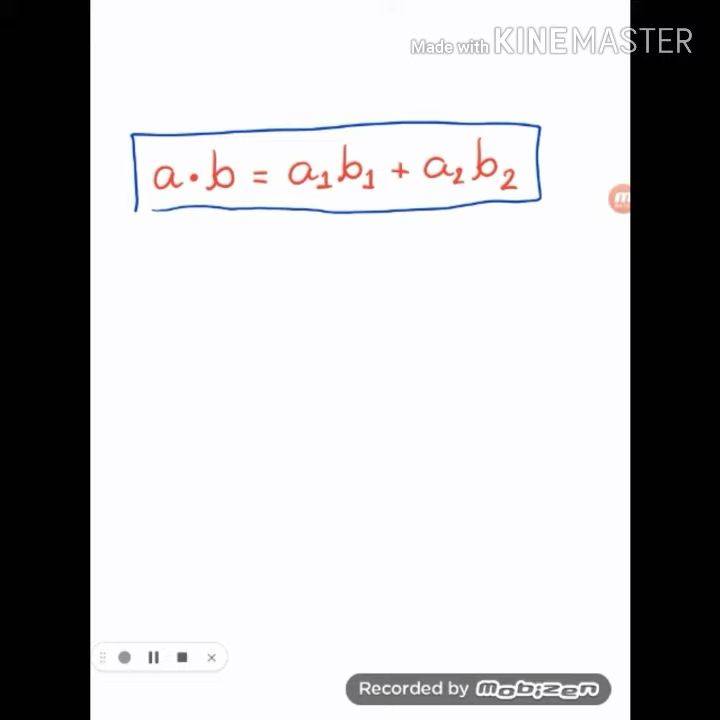 Made with KINEMASTER
a • b = a₁b₁ + a₂b₂
Recorded by mobizen